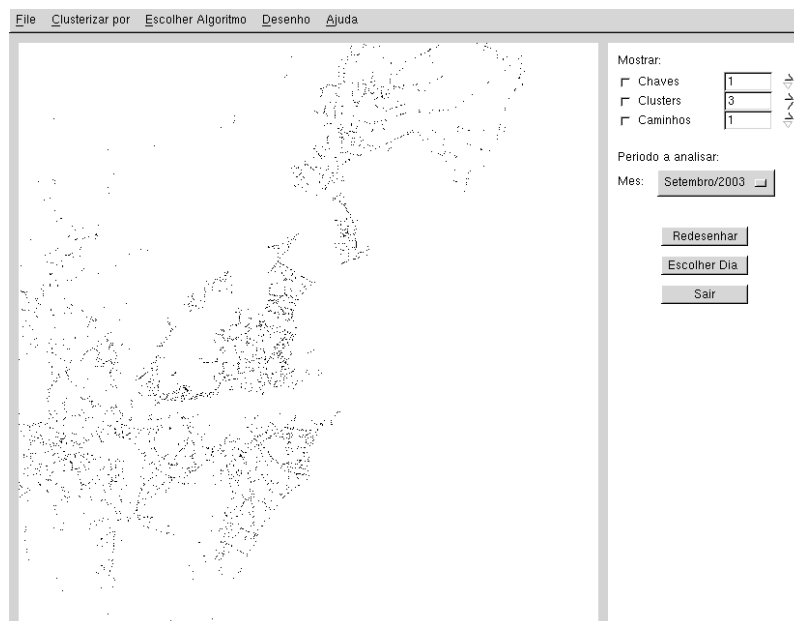 File Clusterizar por Escolher Algoritmo Desenho Ajuda
Mostrar:
Chaves 1
Clusters 3
Caminhos 1
Periodo a analisar:
Mes: Setembro/2003
Redesenhar
Escolher Dia
Sair